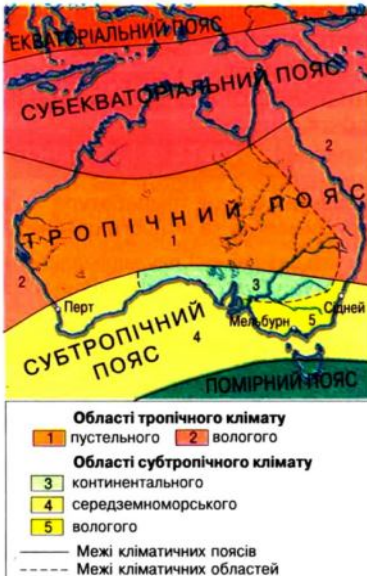 ЕКВАТОРІАЛЬНИЙ ПОЯС
СУБЕКВАТОРІАЛЬНИЙ ПОЯС
2
ТРОПІЧНИЙ ПОЯС
1
2
3
Перт
Сідней
Мельбурн
5
СУБТРОПІЧНИЙ
ПОЯС
4
ПОМІРНИЙ ПОЯС
Області тропічного клімату
1 пустельного 2 вологого
Області субтропічного клімату
3 континентального
4 середземноморського
5 вологого
Межі кліматичних поясів
Межі кліматичних областей